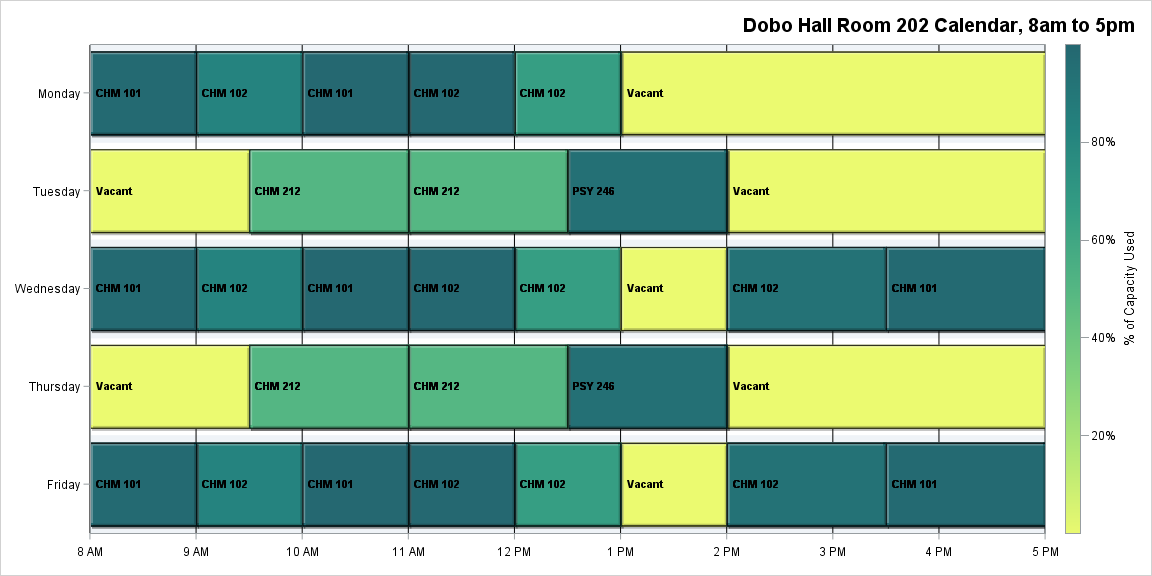 Dobo Hall Room 202 Calendar, 8am to 5pm
Monday CHM 101 CHM 102 CHM 101 CHM 102 CHM 102 Vacant
Tuesday Vacant CHM 212 CHM 212 PSY 246 Vacant
Wednesday CHM 101 CHM 102 CHM 101 CHM 102 CHM 102 Vacant CHM 102 CHM 101
Thursday Vacant CHM 212 CHM 212 PSY 246 Vacant
Friday CHM 101 CHM 102 CHM 101 CHM 102 CHM 102 Vacant CHM 102 CHM 101
8 AM 9 AM 10 AM 11 AM 12 PM 1 PM 2 PM 3 PM 4 PM 5 PM
80%
60%
40%
20%
% of Capacity Used